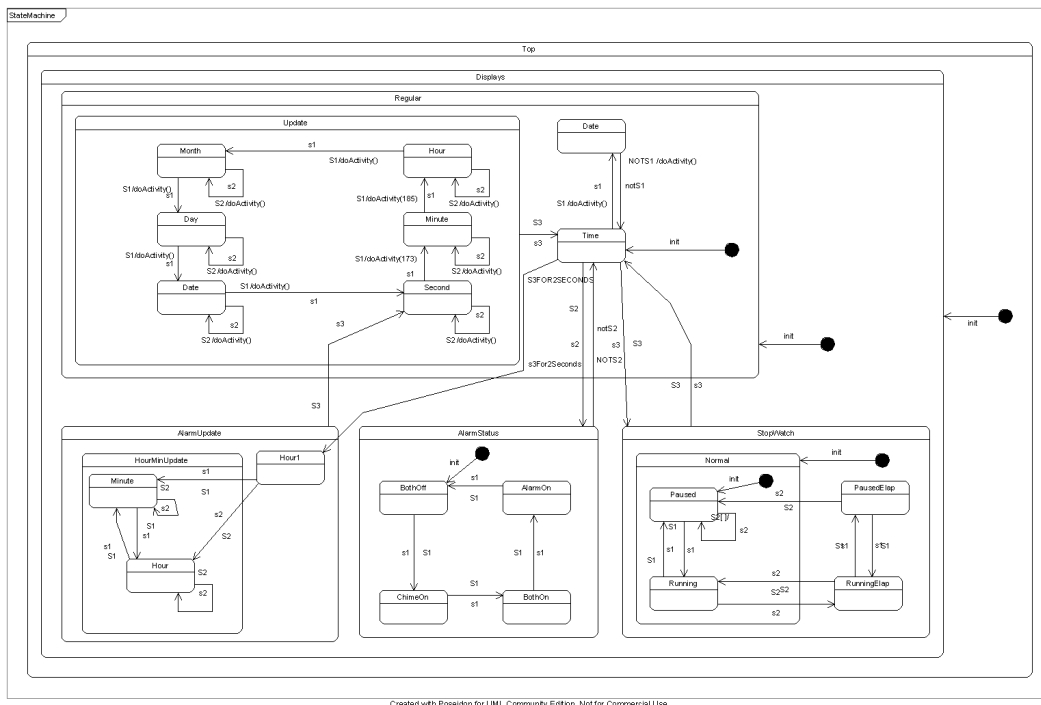 StateMachine
Top
Displays
Regular
Update
Date
Month
s1
Hour
S1/doActivity()
NOTS1 /doActivity()
s2
s2
s1
notS1
S1/doActivity()
s1
S1/doActivity(185)
s1
S2/doActivity()
S2/doActivity()
S1/doActivity()
Day
Minute
S3
Time
init
s2
s2
s3
S1/doActivity()
s1
S1/doActivity(173)
S2/doActivity()
S2/doActivity()
s1
S3FOR2SECONDS
Date
S1/doActivity()
Second
s1
S2
init
s2
s3
s2
notS2
S2/doActivity()
S2/doActivity()
s2
s3
S3
init
s3For2Seconds
NOTS2
S3
s3
S3
AlarmUpdate
AlarmStatus
StopWatch
HourMinUpdate
Hour1
init
Normal
init
s1
Minute
S2
S1
BothOff
s1
AlarmOn
S1
Paused
init
PausedElap
s2
S2
s2
S2[ ]/
S1
s2
S1
s1
s1
S1
s2
S2
s1
S1
s1
s1
S1
S1
s1
s1
S1
Hour
S2
s2
ChimeOn
S1
s1
BothOn
Running
s2
S2
S2
RunningElap
s2
Created with Poseidon for UML Community Edition. Not for Commercial Use.